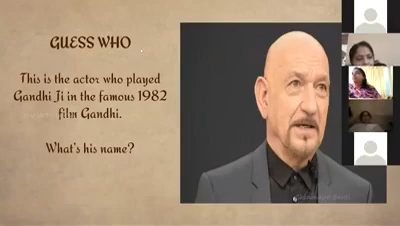 GUESS WHO
This is the actor who played
Gandhi Ji in the famous 1982
film Gandhi.
What's his name?